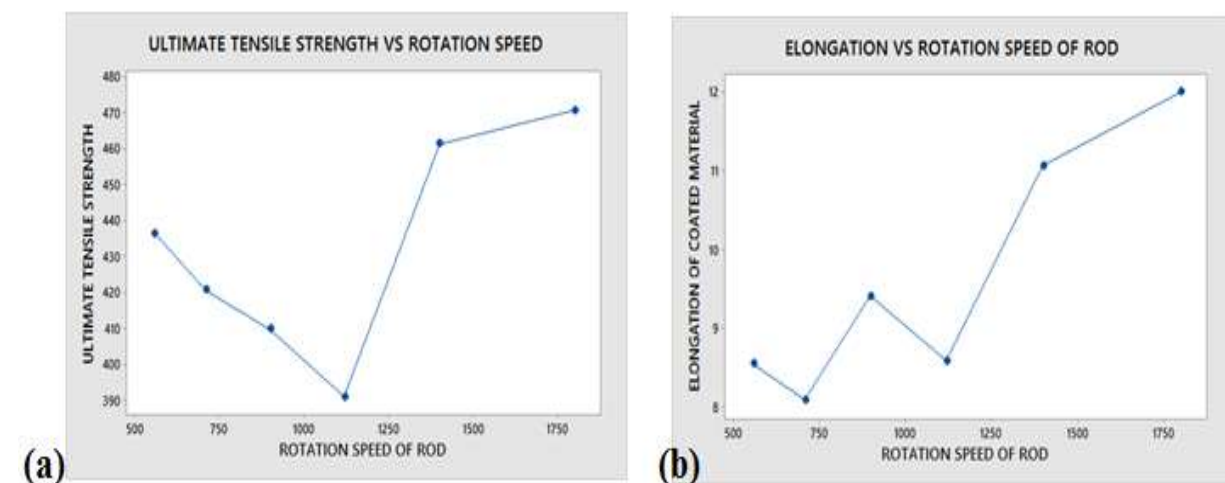 ULTIMATE TENSILE STRENGTH VS ROTATION SPEED
ULTIMATE TENSILE STRENGTH
480
470
460
450
440
430
420
410
400
390
500 750 1000 1250 1500 1750
ROTATION SPEED OF ROD
(a)
ELONGATION VS ROTATION SPEED OF ROD
ELONGATION OF COATED MATERIAL
12
11
10
9
8
500 750 1000 1250 1500 1750
ROTATION SPEED OF ROD
(b)